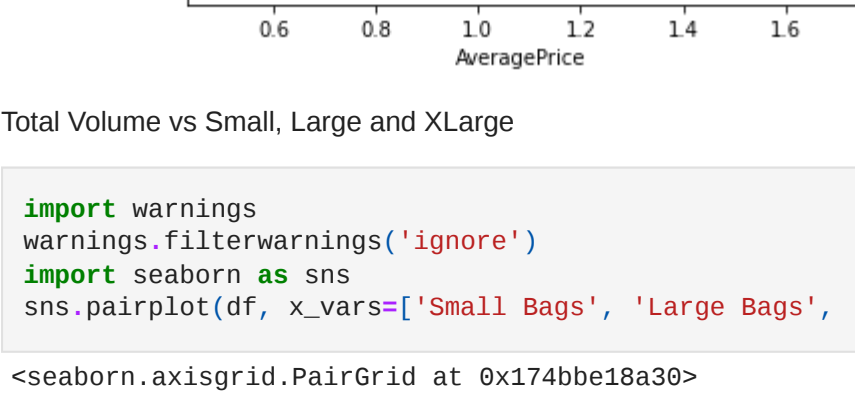 0.6 0.8 1.0 1.2 1.4 1.6
AveragePrice
Total Volume vs Small, Large and XLarge
import warnings
warnings.filterwarnings('ignore')
import seaborn as sns
sns.pairplot(df, x_vars=['Small Bags', 'Large Bags',
<seaborn.axisgrid.PairGrid at 0x174bbe18a30>